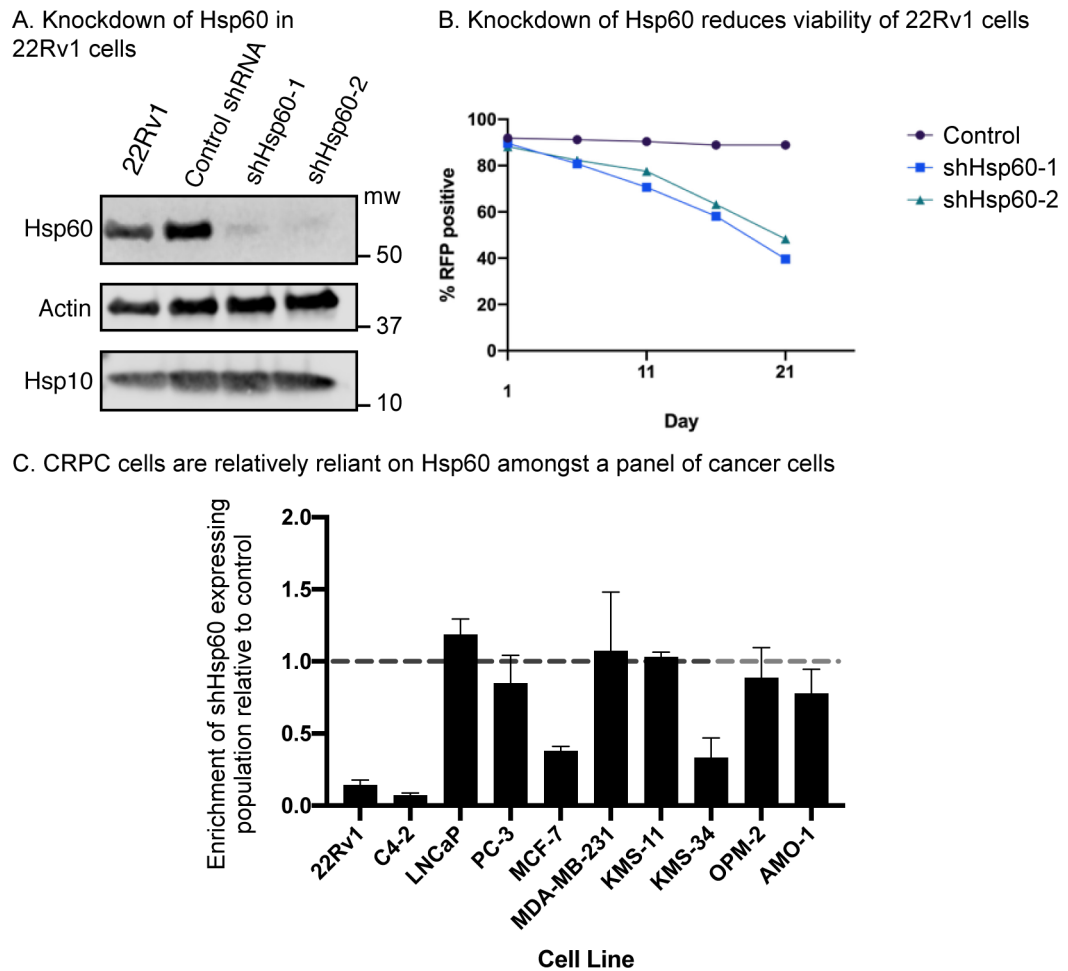 A. Knockdown of Hsp60 in
22Rv1 cells
22Rv1
Control shRNA
shHsp60-1
shHsp60-2
mw
Hsp60
50
Actin
37
Hsp10
10
B. Knockdown of Hsp60 reduces viability of 22Rv1 cells
% RFP positive
100
80
60
40
20
0
1
11
21
Day
Control
shHsp60-1
shHsp60-2
C. CRPC cells are relatively reliant on Hsp60 amongst a panel of cancer cells
Enrichment of shHsp60 expressing
population relative to control
2.0
1.5
1.0
0.5
0.0
22Rv1
C4-2
LNCaP
PC-3
MCF-7
MDA-MB-231
KMS-11
KMS-34
OPM-2
AMO-1
Cell Line